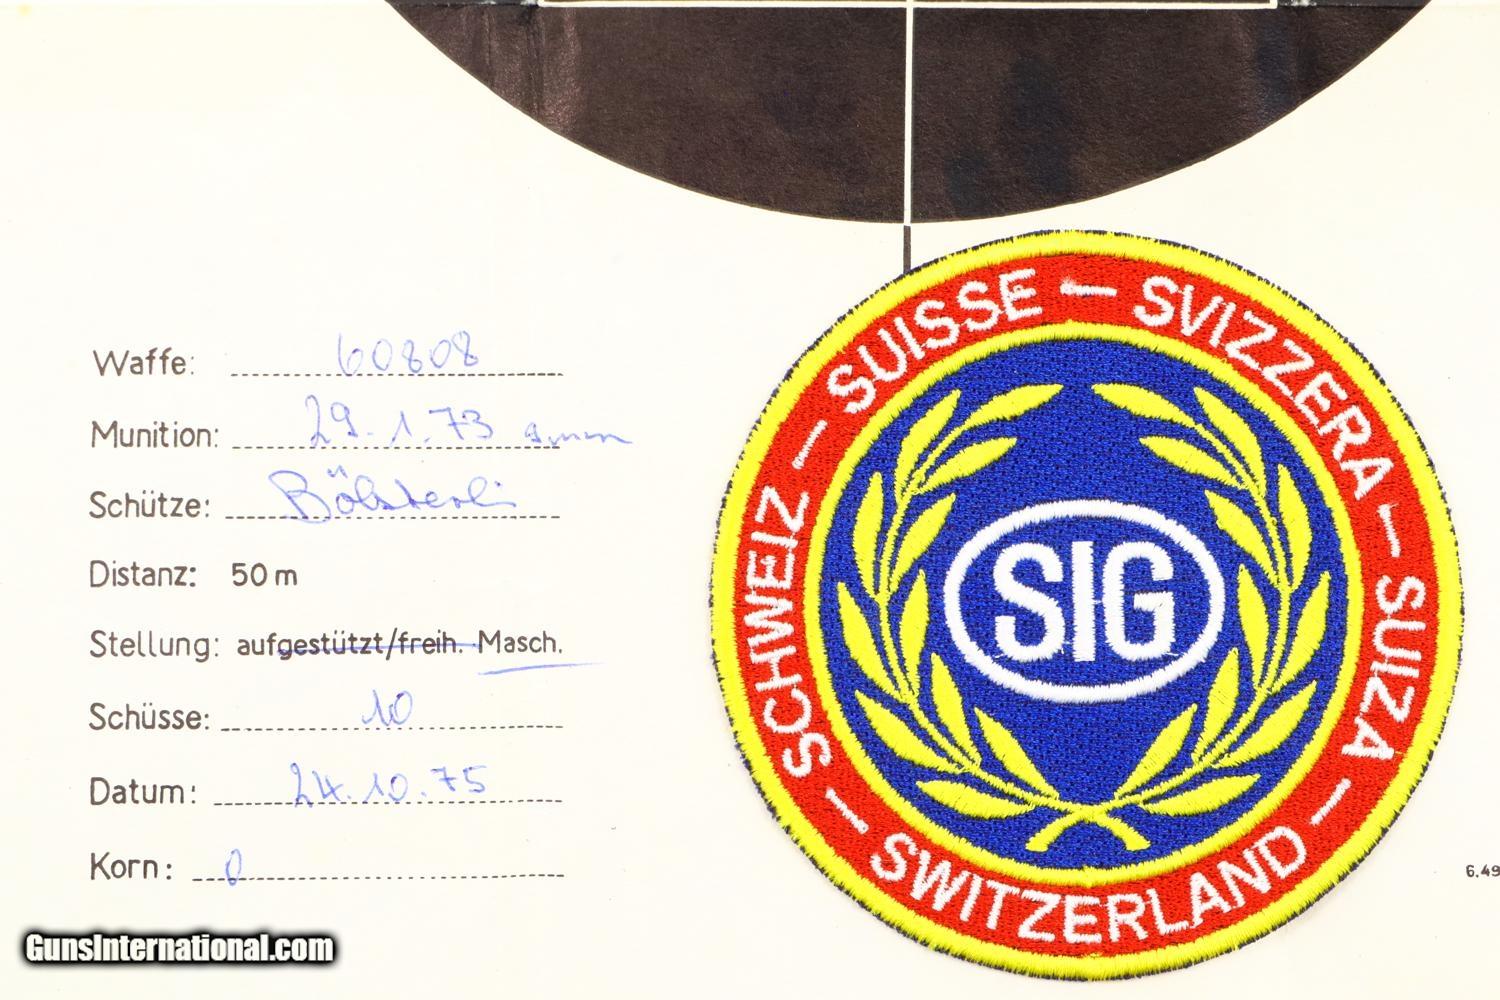 Waffe: 60808
Munition: 29.1.73 9mm
Schütze: Bölsterli
Distanz: 50 m
Stellung: aufgestützt/freih. Masch.
Schüsse: 10
Datum: 24.10.75
Korn: 0
SCHWEIZ — SUISSE — SVIZZERA — SUIZA — SWITZERLAND —
SIG
6.49
GunsInternational.com